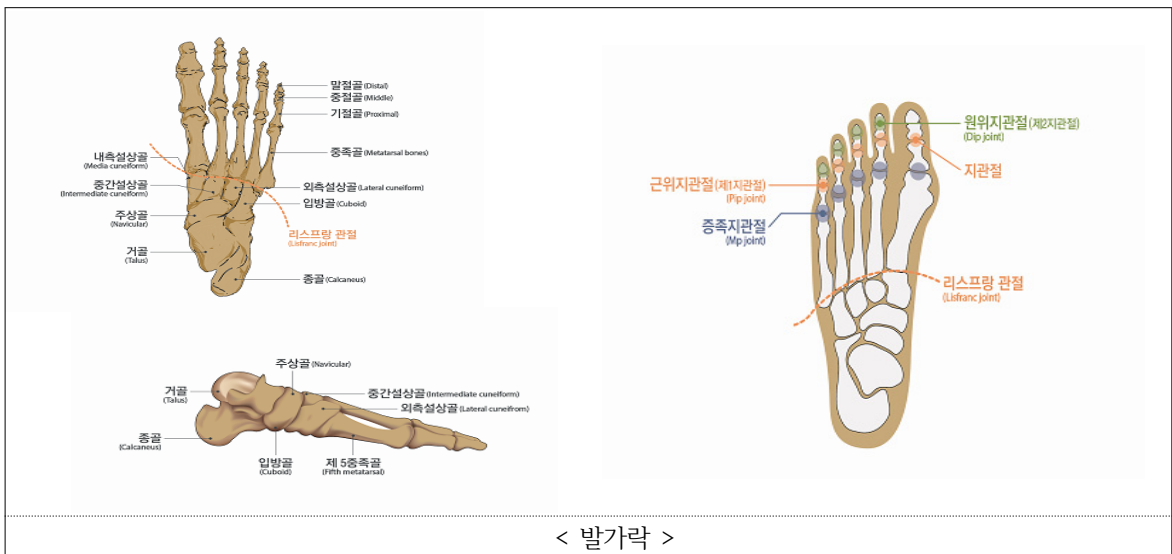 말절골(Distal)
중절골(Middle)
기절골(Proximal)
중족골(Metatarsal bones)
내측설상골
(Media cuneiform)
중간설상골
(Intermediate cuneiform)
외측설상골(Lateral cuneiform)
입방골(Cuboid)
주상골
(Navicular)
리스프랑 관절
(Lisfranc joint)
거골
(Talus)
종골(Calcaneus)
주상골(Navicular)
거골
(Talus)
중간설상골(Intermediate cuneiform)
외측설상골(Lateral cuneifrom)
종골
(Calcaneus)
입방골
(Cuboid)
제 5중족골
(Fifth metatarsal)
원위지관절(제2지관절)
(Dip joint)
지관절
근위지관절(제1지관절)
(Pip joint)
증족지관절
(Mp joint)
리스프랑 관절
(Lisfranc joint)
< 발가락 >